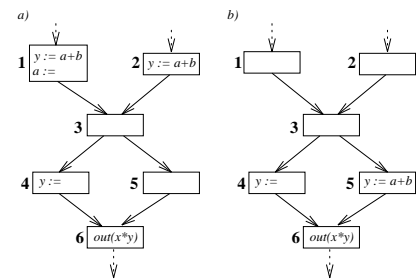 a)
b)
1
y := a+b
a :=
2
y := a+b
1
2
3
3
4
y :=
5
4
y :=
5
y := a+b
6
out(x*y)
6
out(x*y)